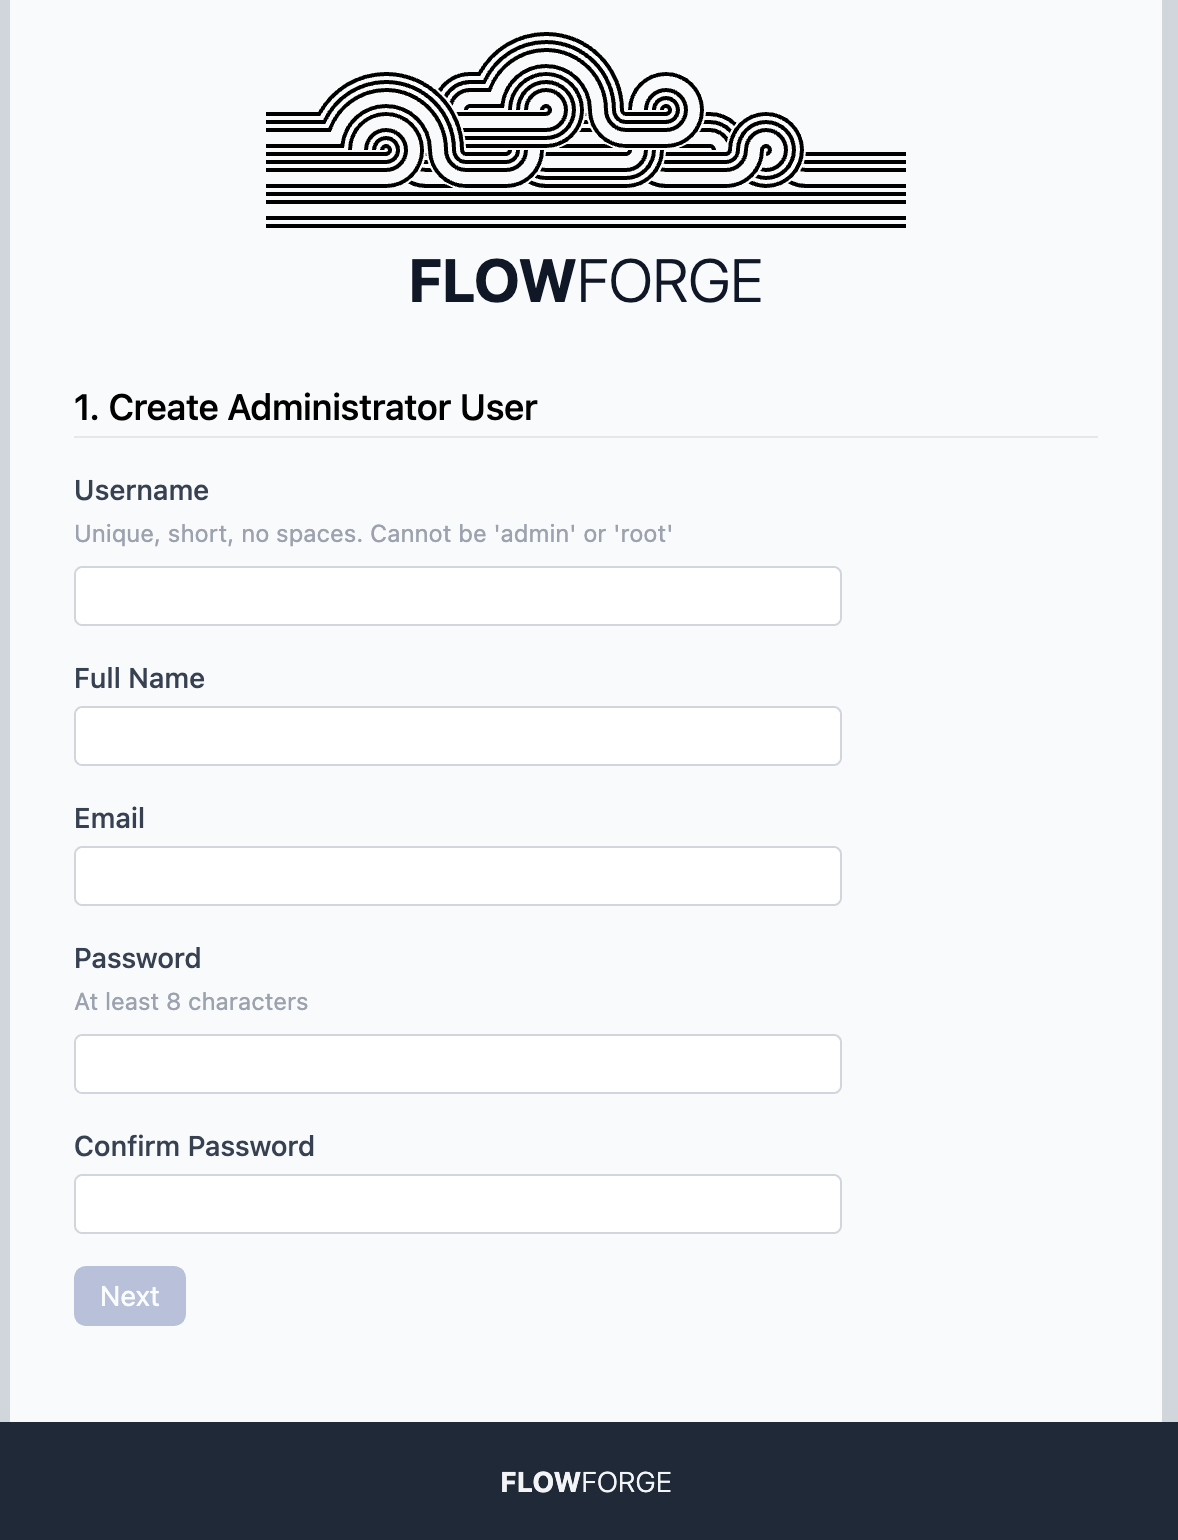 FLOWFORGE
1. Create Administrator User
Username
Unique, short, no spaces. Cannot be 'admin' or 'root'
Full Name
Email
Password
At least 8 characters
Confirm Password
Next
FLOWFORGE